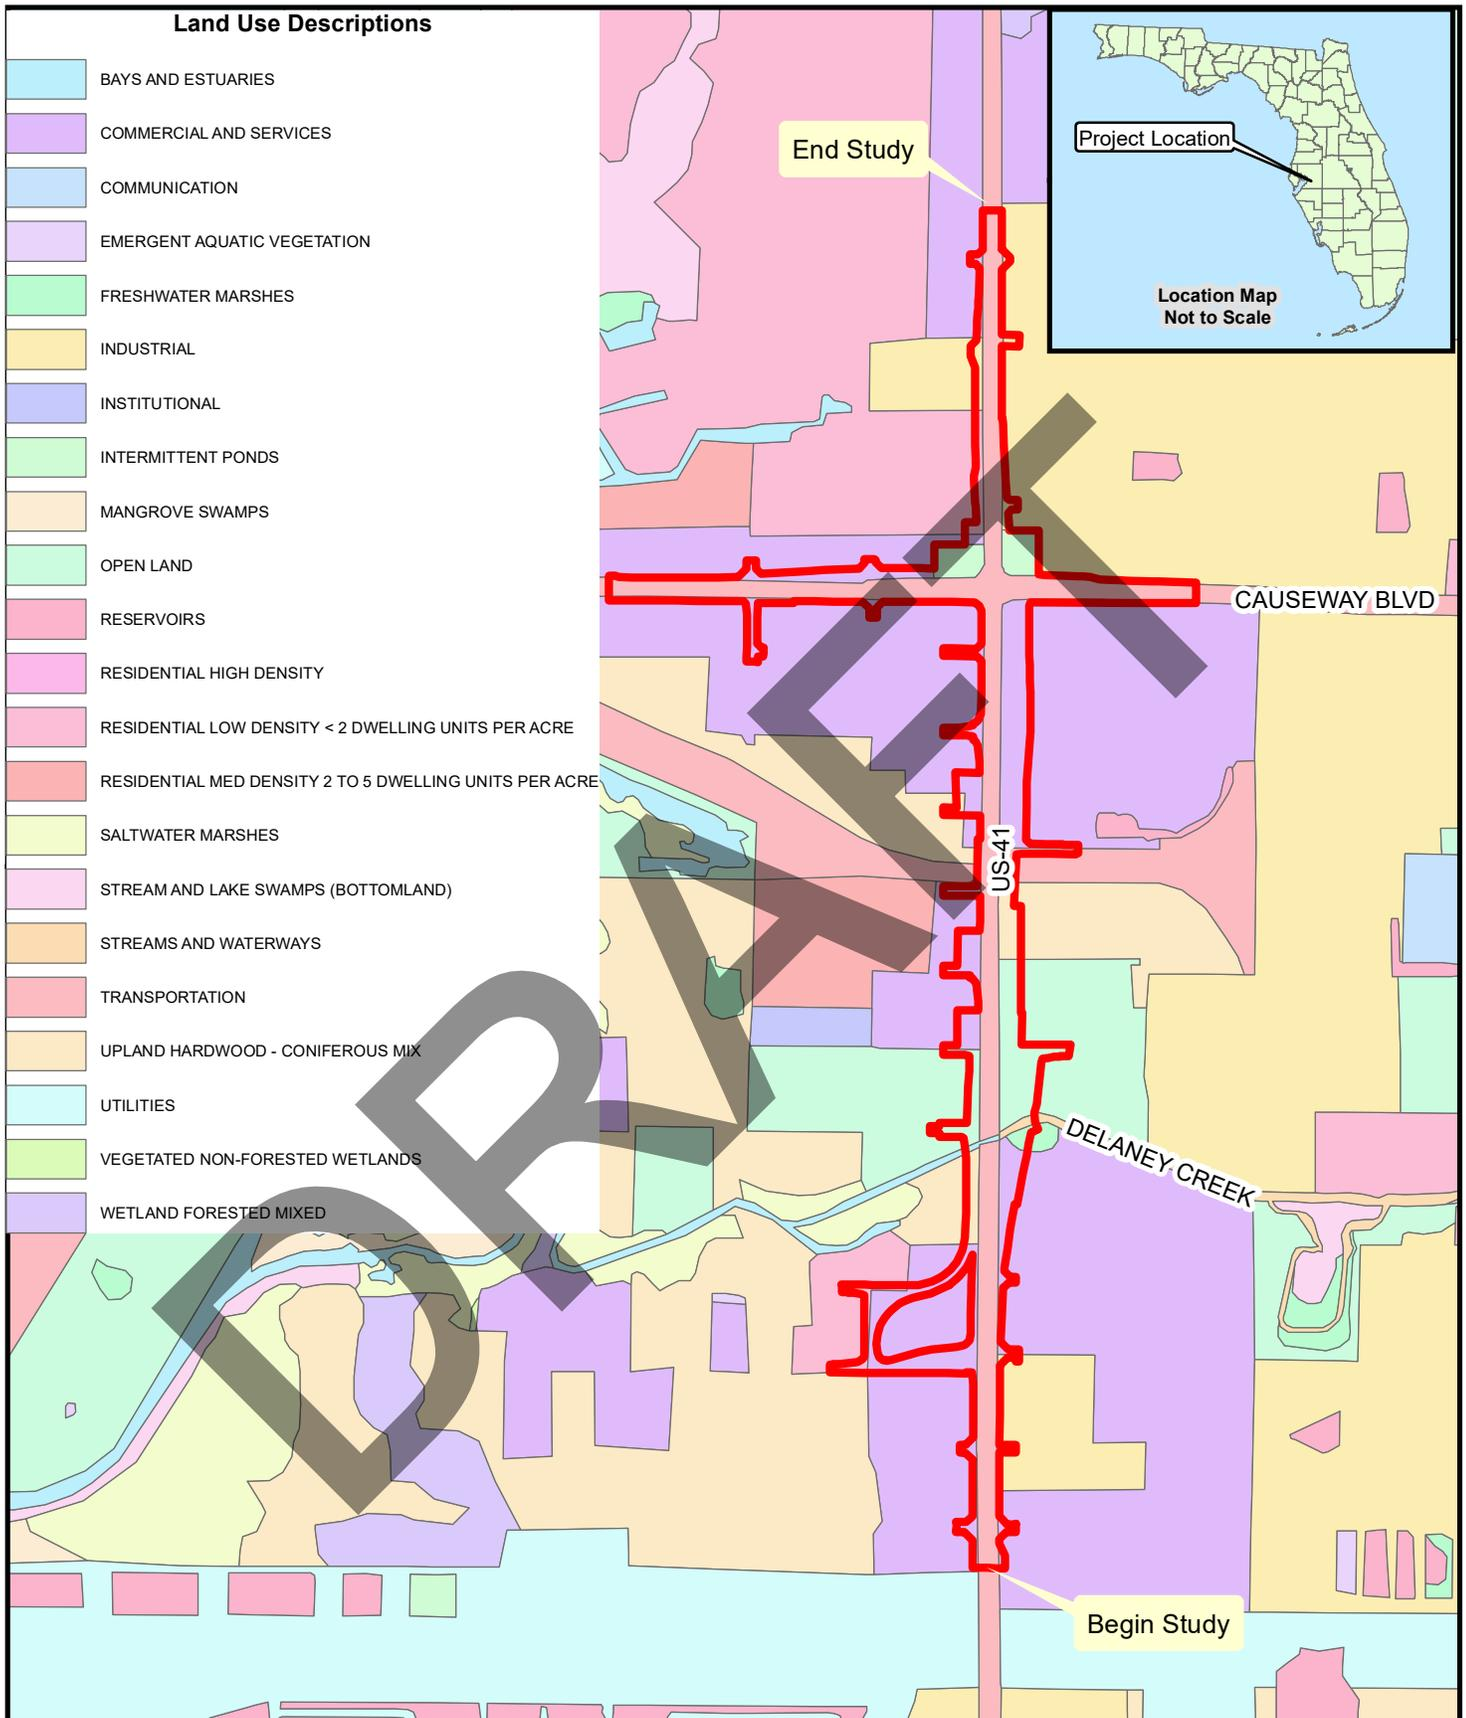 Land Use Descriptions
BAYS AND ESTUARIES
COMMERCIAL AND SERVICES
COMMUNICATION
EMERGENT AQUATIC VEGETATION
FRESHWATER MARSHES
INDUSTRIAL
INSTITUTIONAL
INTERMITTENT PONDS
MANGROVE SWAMPS
OPEN LAND
RESERVOIRS
RESIDENTIAL HIGH DENSITY
RESIDENTIAL LOW DENSITY < 2 DWELLING UNITS PER ACRE
RESIDENTIAL MED DENSITY 2 TO 5 DWELLING UNITS PER ACRE
SALTWATER MARSHES
STREAM AND LAKE SWAMPS (BOTTOMLAND)
STREAMS AND WATERWAYS
TRANSPORTATION
UPLAND HARDWOOD - CONIFEROUS MIX
UTILITIES
VEGETATED NON-FORESTED WETLANDS
WETLAND FORESTED MIXED
End Study
Project Location
Location Map
Not to Scale
CAUSEWAY BLVD
US-41
DELANEY CREEK
Begin Study
DRAFT